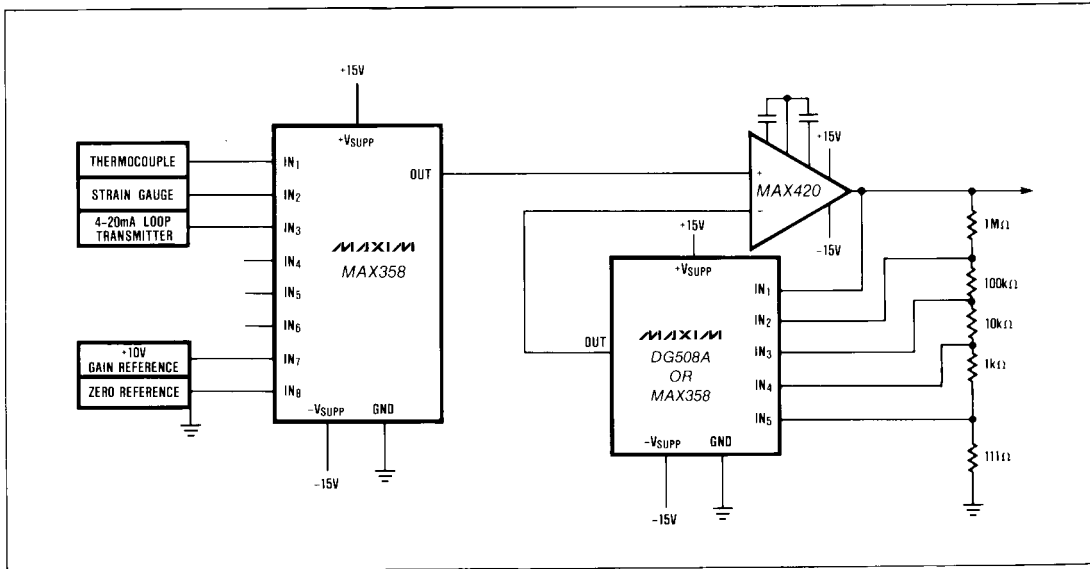 +15V
+VSUPP
THERMOCOUPLE
STRAIN GAUGE
4-20mA LOOP
TRANSMITTER
+10V
GAIN REFERENCE
ZERO REFERENCE
IN1
IN2
IN3
IN4
IN5
IN6
IN7
IN8
OUT
MAXIM
MAX358
-VSUPP
GND
-15V
+
-
MAX420
+15V
-15V
+15V
+VSUPP
OUT
MAXIM
DG508A
OR
MAX358
IN1
IN2
IN3
IN4
IN5
-VSUPP
GND
-15V
1MΩ
100kΩ
10kΩ
1kΩ
111Ω